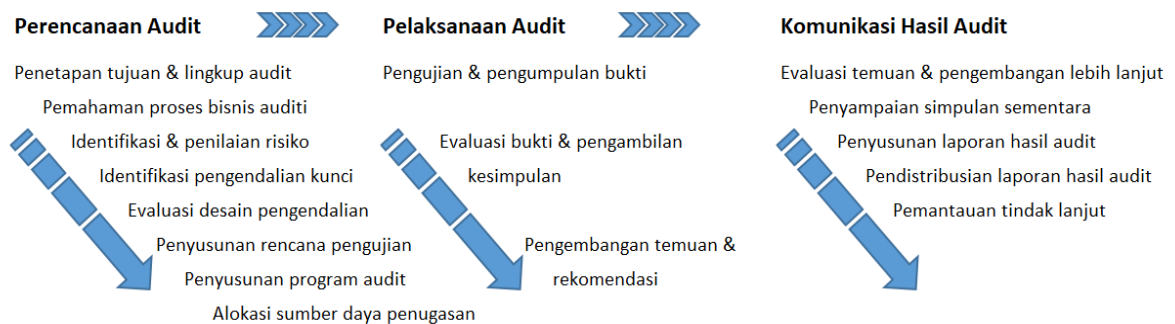 Perencanaan Audit
Penetapan tujuan & lingkup audit
Pemahaman proses bisnis auditi
Identifikasi & penilaian risiko
Identifikasi pengendalian kunci
Evaluasi desain pengendalian
Penyusunan rencana pengujian
Penyusunan program audit
Alokasi sumber daya penugasan
Pelaksanaan Audit
Pengujian & pengumpulan bukti
Evaluasi bukti & pengambilan
kesimpulan
Pengembangan temuan &
rekomendasi
Komunikasi Hasil Audit
Evaluasi temuan & pengembangan lebih lanjut
Penyampaian simpulan sementara
Penyusunan laporan hasil audit
Pendistribusian laporan hasil audit
Pemantauan tindak lanjut